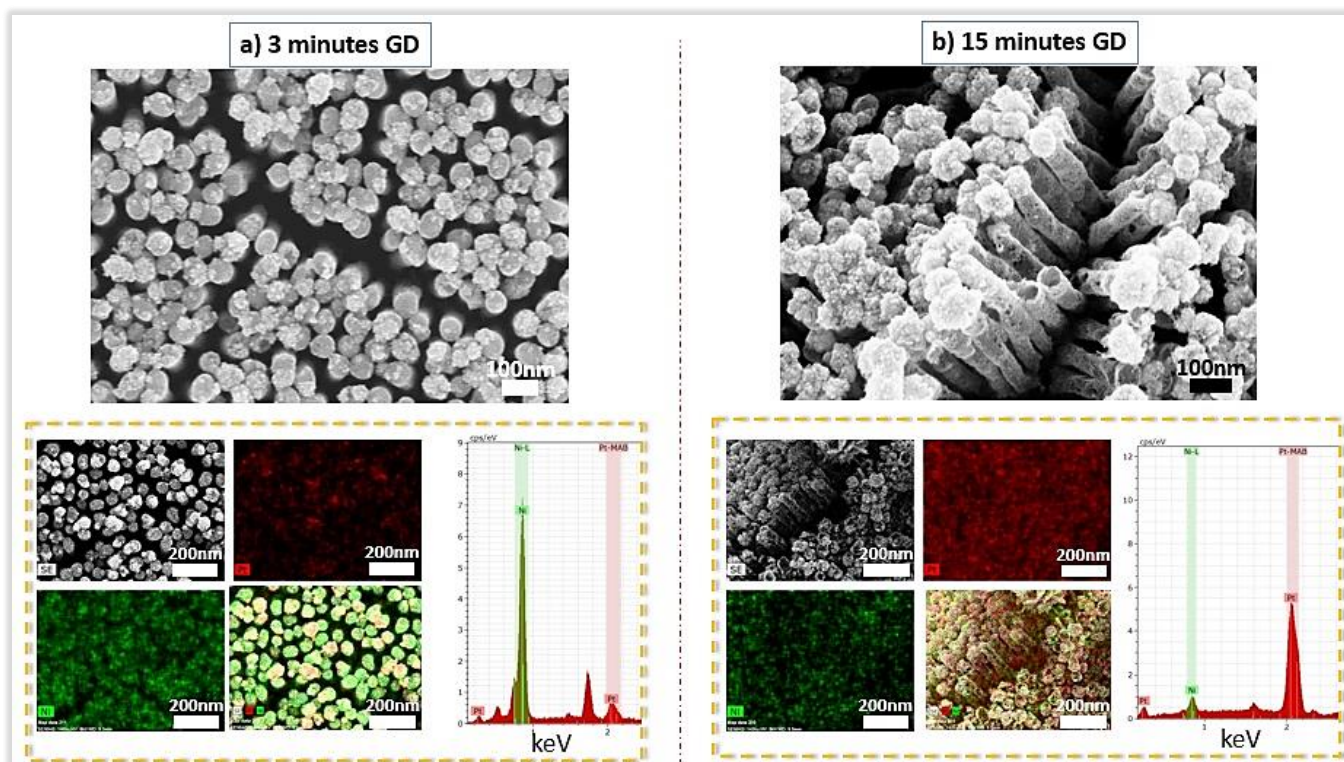 a) 3 minutes GD
100nm
SE
200nm
Pt
200nm
Ni
200nm
200nm
cps/eV
9
8
7
6
5
4
3
2
1
0
Ni-L
Pt-MAB
Ni
Pt
Pt
2
keV
b) 15 minutes GD
100nm
SE
200nm
Pt
200nm
Ni
200nm
200nm
cps/eV
12
10
8
6
4
2
0
Ni-L
Pt-MAB
Pt
Ni
Pt
1
2
keV